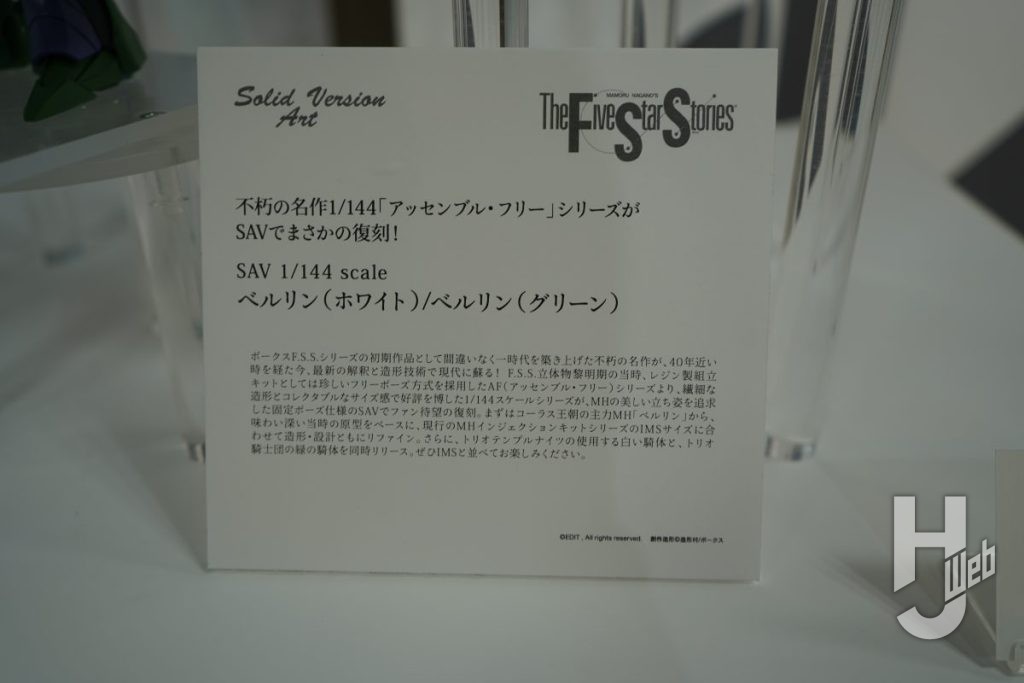 Solid Version
Art
MAMORU NAGANO'S
The Five Star Stories
不朽の名作1/144「アッセンブル・フリー」シリーズが
SAVでまさかの復刻！
SAV 1/144 scale
ベルリン（ホワイト）/ベルリン（グリーン）
ボークスF.S.S.シリーズの初期作品として間違いなく一時代を築き上げた不朽の名作が、40年近い
時を経た今、最新の解釈と造形技術で現代に蘇る！ F.S.S.立体物黎明期の当時、レジン製組立
キットとしては珍しいフリーポーズ方式を採用したAF（アッセンブル・フリー）シリーズより、繊細な
造形とコレクタブルなサイズ感で好評を博した1/144スケールシリーズが、MHの美しい立ち姿を追求
した固定ポーズ仕様のSAVでファン待望の復刻。まずはコーラス王朝の主力MH「ベルリン」から、
味わい深い当時の原型をベースに、現行のMHインジェクションキットシリーズのIMSサイズに合
わせて造形・設計ともにリファイン。さらに、トリオテンプルナイツの使用する白い騎体と、トリオ
騎士団の緑の騎体を同時リリース。ぜひIMSと並べてお楽しみください。
©EDIT, All rights reserved. 創作造形©造形村/ボークス
HJ Web